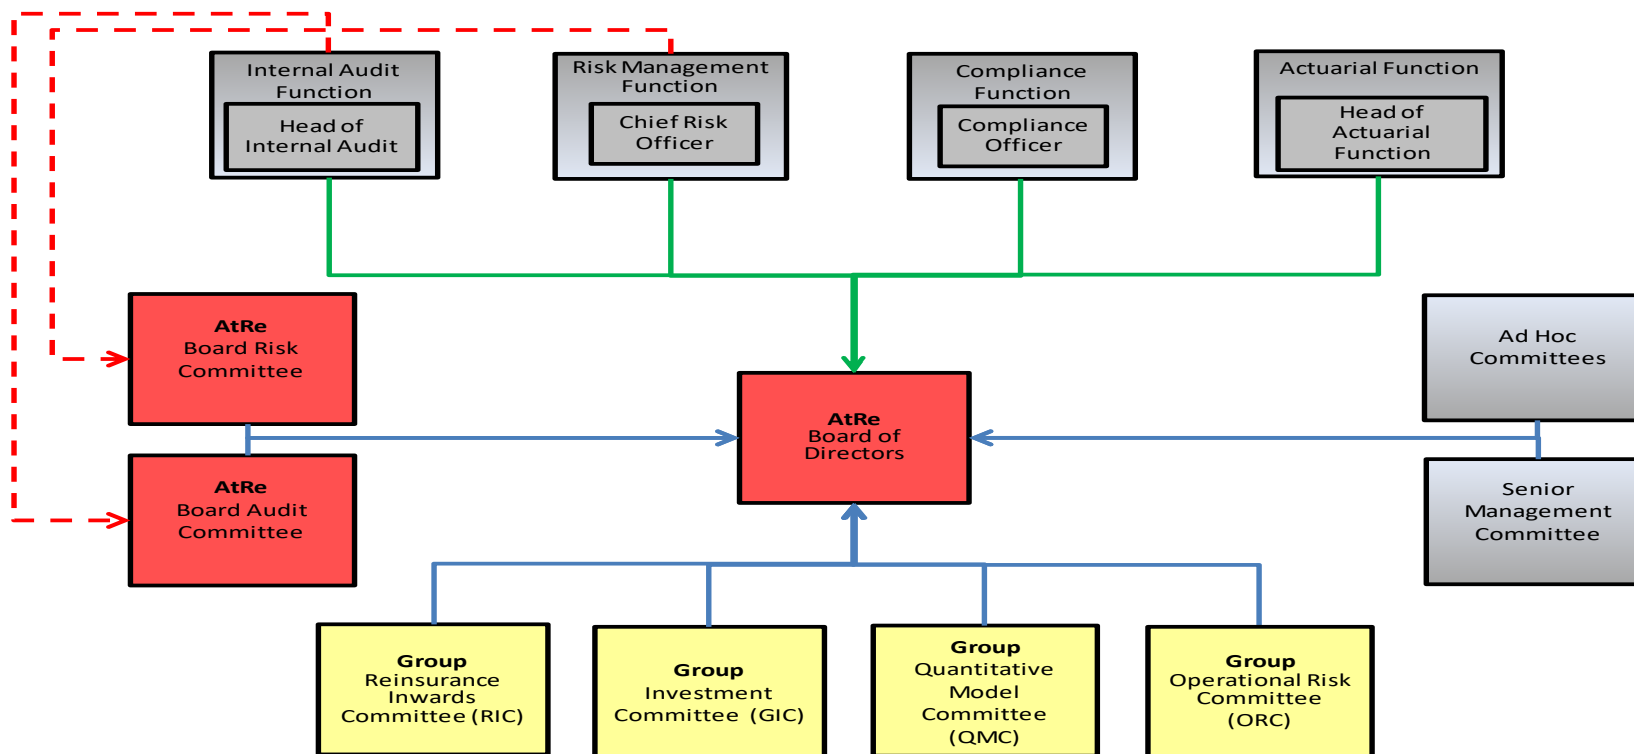 Internal Audit
Function
Head of
Internal Audit
Risk Management
Function
Chief Risk
Officer
Compliance
Function
Compliance
Officer
Actuarial Function
Head of
Actuarial
Function
AtRe
Board Risk
Committee
Ad Hoc
Committees
AtRe
Board of
Directors
AtRe
Board Audit
Committee
Senior
Management
Committee
Group
Reinsurance
Inwards
Committee (RIC)
Group
Investment
Committee (GIC)
Group
Quantitative
Model
Committee
(QMC)
Group
Operational Risk
Committee
(ORC)